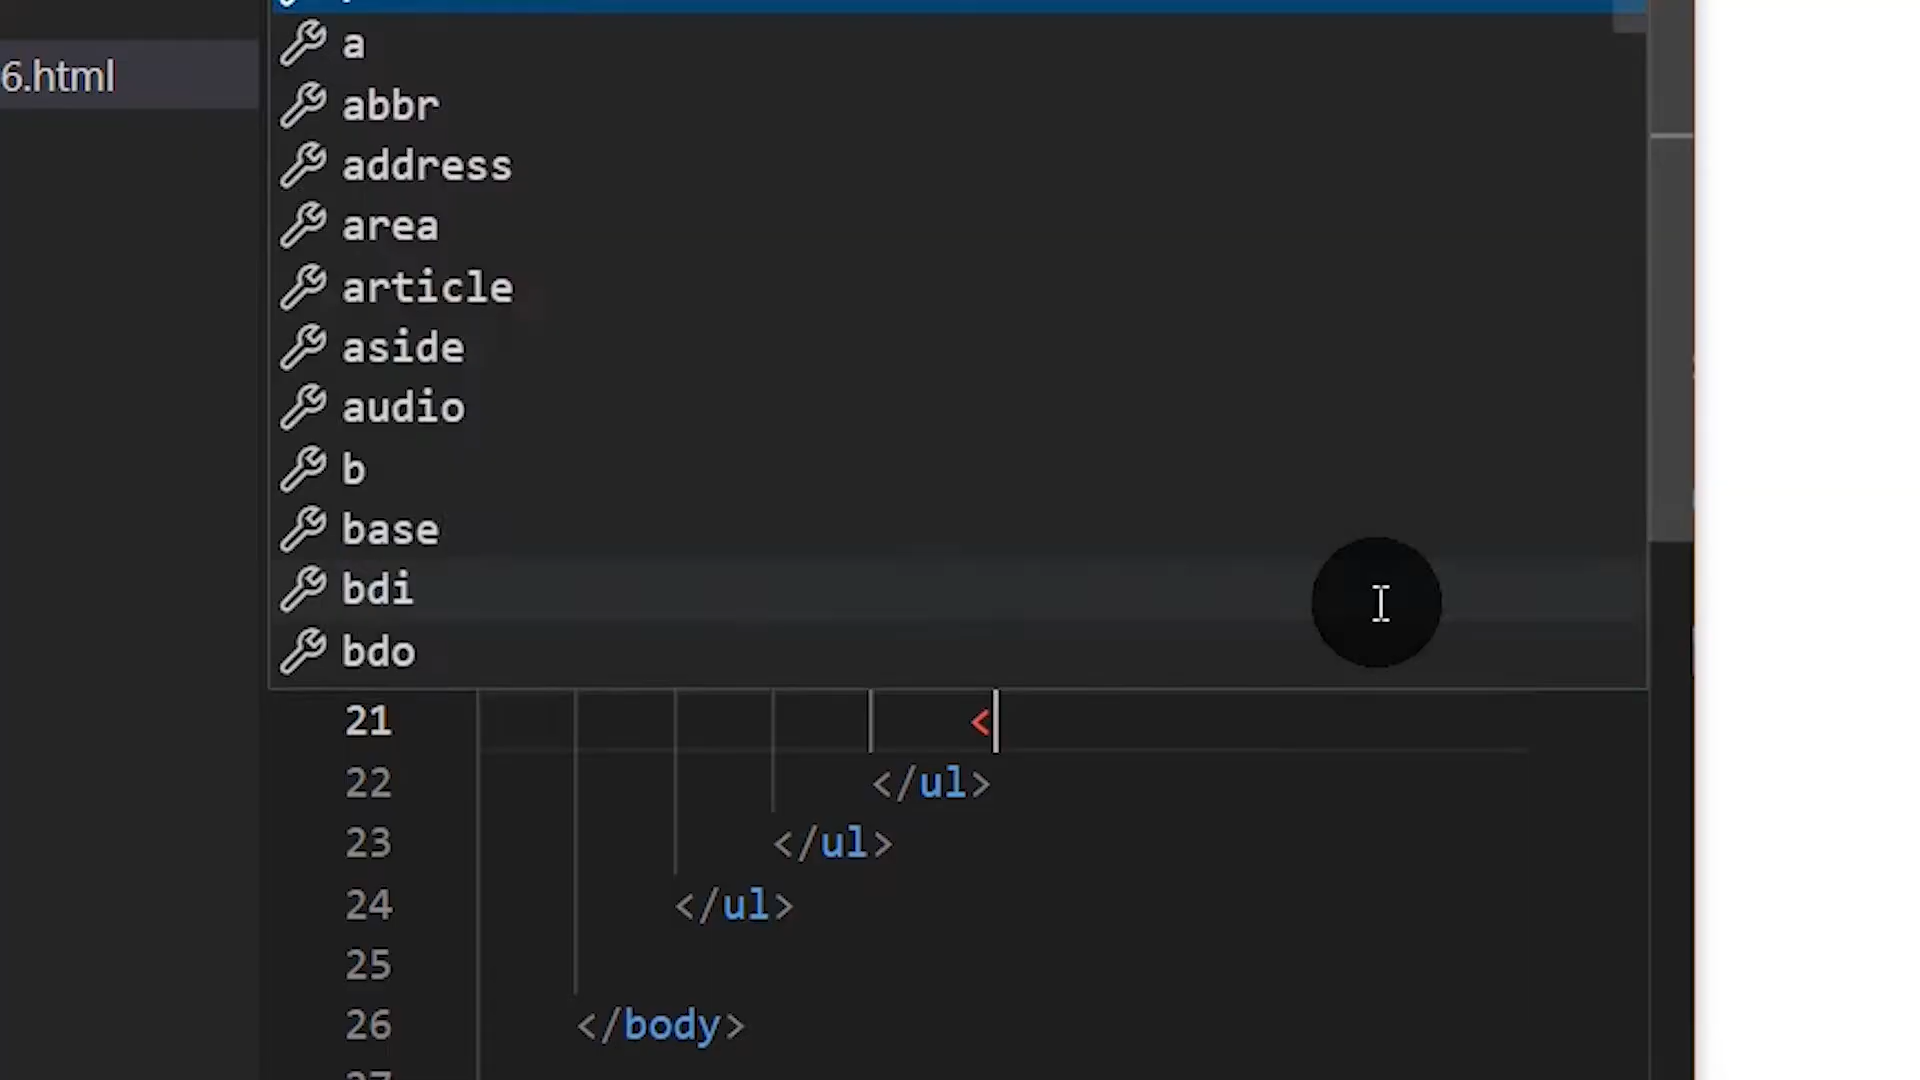 6.html
a
abbr
address
area
article
aside
audio
b
base
bdi
bdo
21 <
22 </ul>
23 </ul>
24 </ul>
25
26 </body>